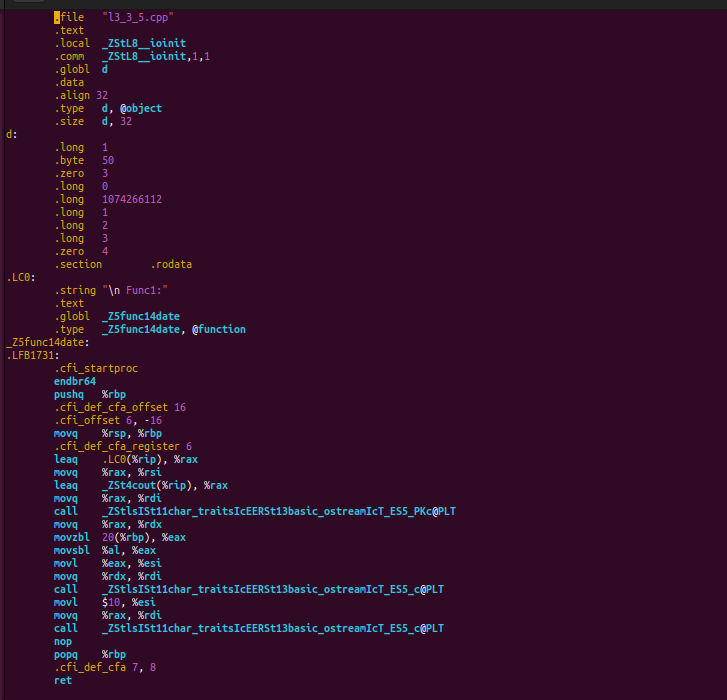 .file "l3_3_5.cpp"
.text
.local _ZStL8__ioinit
.comm _ZStL8__ioinit,1,1
.globl d
.data
.align 32
.type d, @object
.size d, 32
d:
.long 1
.byte 50
.zero 3
.long 0
.long 1074266112
.long 1
.long 2
.long 3
.zero 4
.section .rodata
.LC0:
.string "\n Func1:"
.text
.globl _Z5func14date
.type _Z5func14date, @function
_Z5func14date:
.LFB1731:
.cfi_startproc
endbr64
pushq %rbp
.cfi_def_cfa_offset 16
.cfi_offset 6, -16
movq %rsp, %rbp
.cfi_def_cfa_register 6
leaq .LC0(%rip), %rax
movq %rax, %rsi
leaq _ZSt4cout(%rip), %rax
movq %rax, %rdi
call _ZStlsISt11char_traitsIcEERSt13basic_ostreamIcT_ES5_PKc@PLT
movq %rax, %rdx
movzbl 20(%rbp), %eax
movsbl %al, %eax
movl %eax, %esi
movq %rdx, %rdi
call _ZStlsISt11char_traitsIcEERSt13basic_ostreamIcT_ES5_c@PLT
movl $10, %esi
movq %rax, %rdi
call _ZStlsISt11char_traitsIcEERSt13basic_ostreamIcT_ES5_c@PLT
nop
popq %rbp
.cfi_def_cfa 7, 8
ret